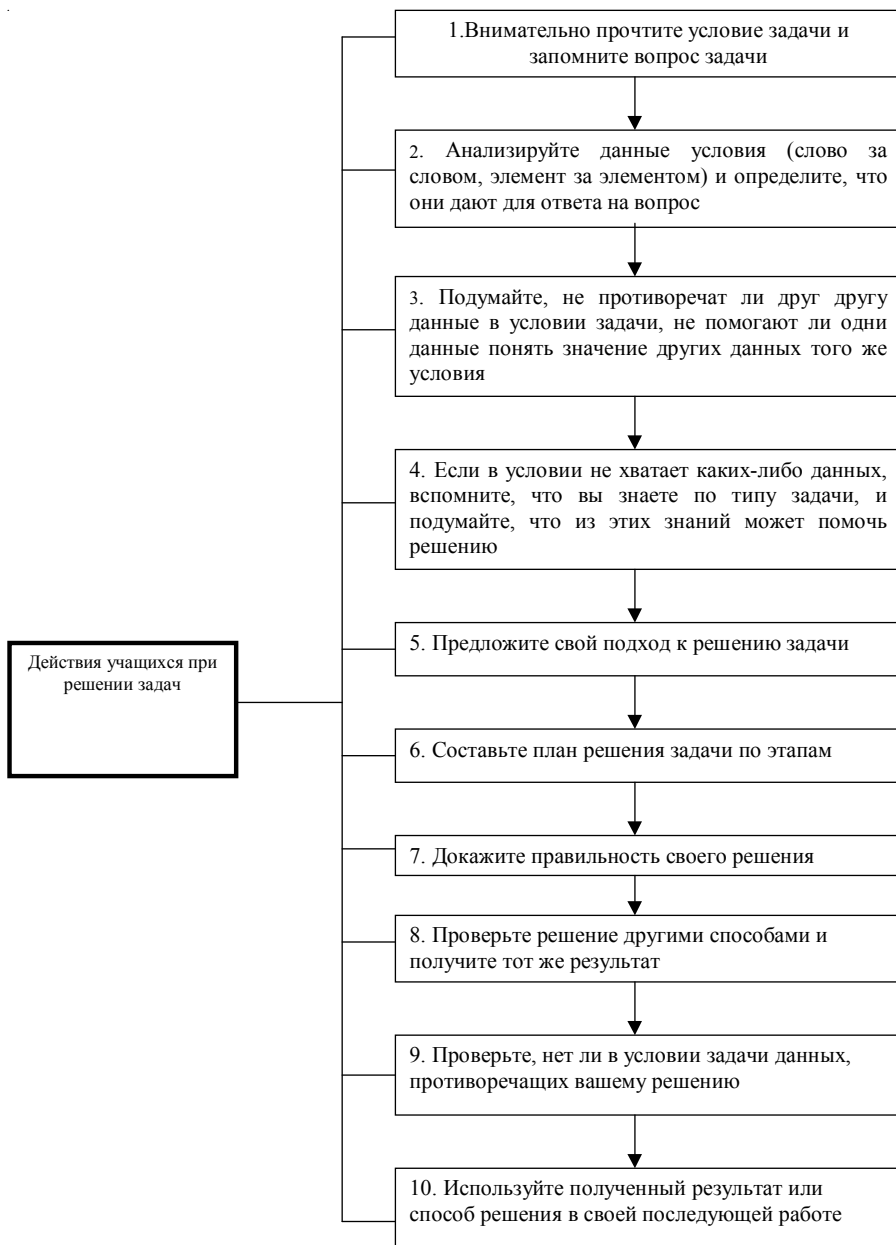 1.Внимательно прочтите условие задачи и
запомните вопрос задачи
2. Анализируйте данные условия (слово за
словом, элемент за элементом) и определите, что
они дают для ответа на вопрос
3. Подумайте, не противоречат ли друг другу
данные в условии задачи, не помогают ли одни
данные понять значение других данных того же
условия
4. Если в условии не хватает каких-либо данных,
вспомните, что вы знаете по типу задачи, и
подумайте, что из этих знаний может помочь
решению
Действия учащихся при
решении задач
5. Предложите свой подход к решению задачи
6. Составьте план решения задачи по этапам
7. Докажите правильность своего решения
8. Проверьте решение другими способами и
получите тот же результат
9. Проверьте, нет ли в условии задачи данных,
противоречащих вашему решению
10. Используйте полученный результат или
способ решения в своей последующей работе